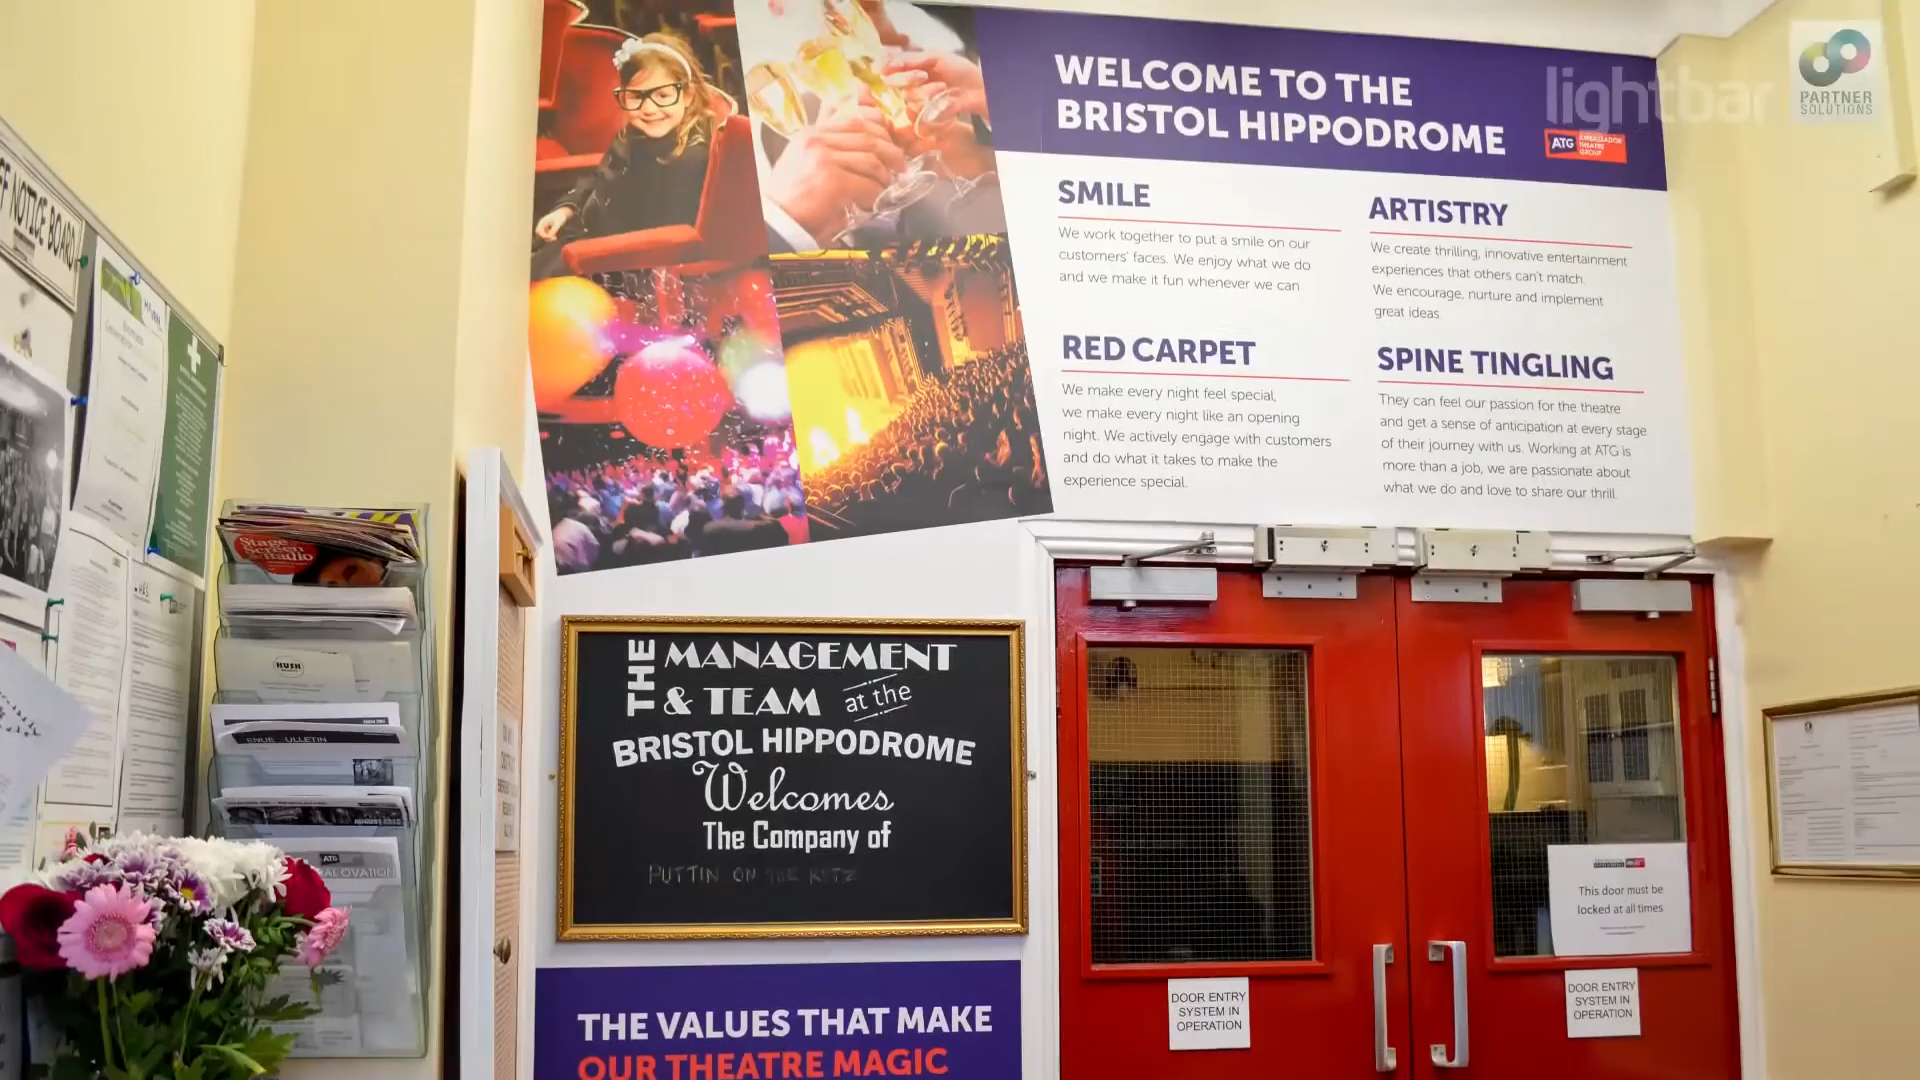 WELCOME TO THE
BRISTOL HIPPODROME
ATG
AMBASSADOR
THEATRE
GROUP
lightbar
PARTNER
SOLUTIONS
SMILE
We work together to put a smile on our
customers' faces. We enjoy what we do
and we make it fun whenever we can
ARTISTRY
We create thrilling, innovative entertainment
experiences that others can't match.
We encourage, nurture and implement
great ideas
RED CARPET
We make every night feel special,
we make every night like an opening
night. We actively engage with customers
and do what it takes to make the
experience special.
SPINE TINGLING
They can feel our passion for the theatre
and get a sense of anticipation at every stage
of their journey with us. Working at ATG is
more than a job, we are passionate about
what we do and love to share our thrill.
FF NOTICE BOARD
Stage
Screen
& Radio
HUSH
ATG
OVATION
THE MANAGEMENT
& TEAM at the
BRISTOL HIPPODROME
Welcomes
The Company of
PUTTIN ON THE RITZ
THE VALUES THAT MAKE
OUR THEATRE MAGIC
This door must be
locked at all times
DOOR ENTRY
SYSTEM IN
OPERATION
DOOR ENTRY
SYSTEM IN
OPERATION